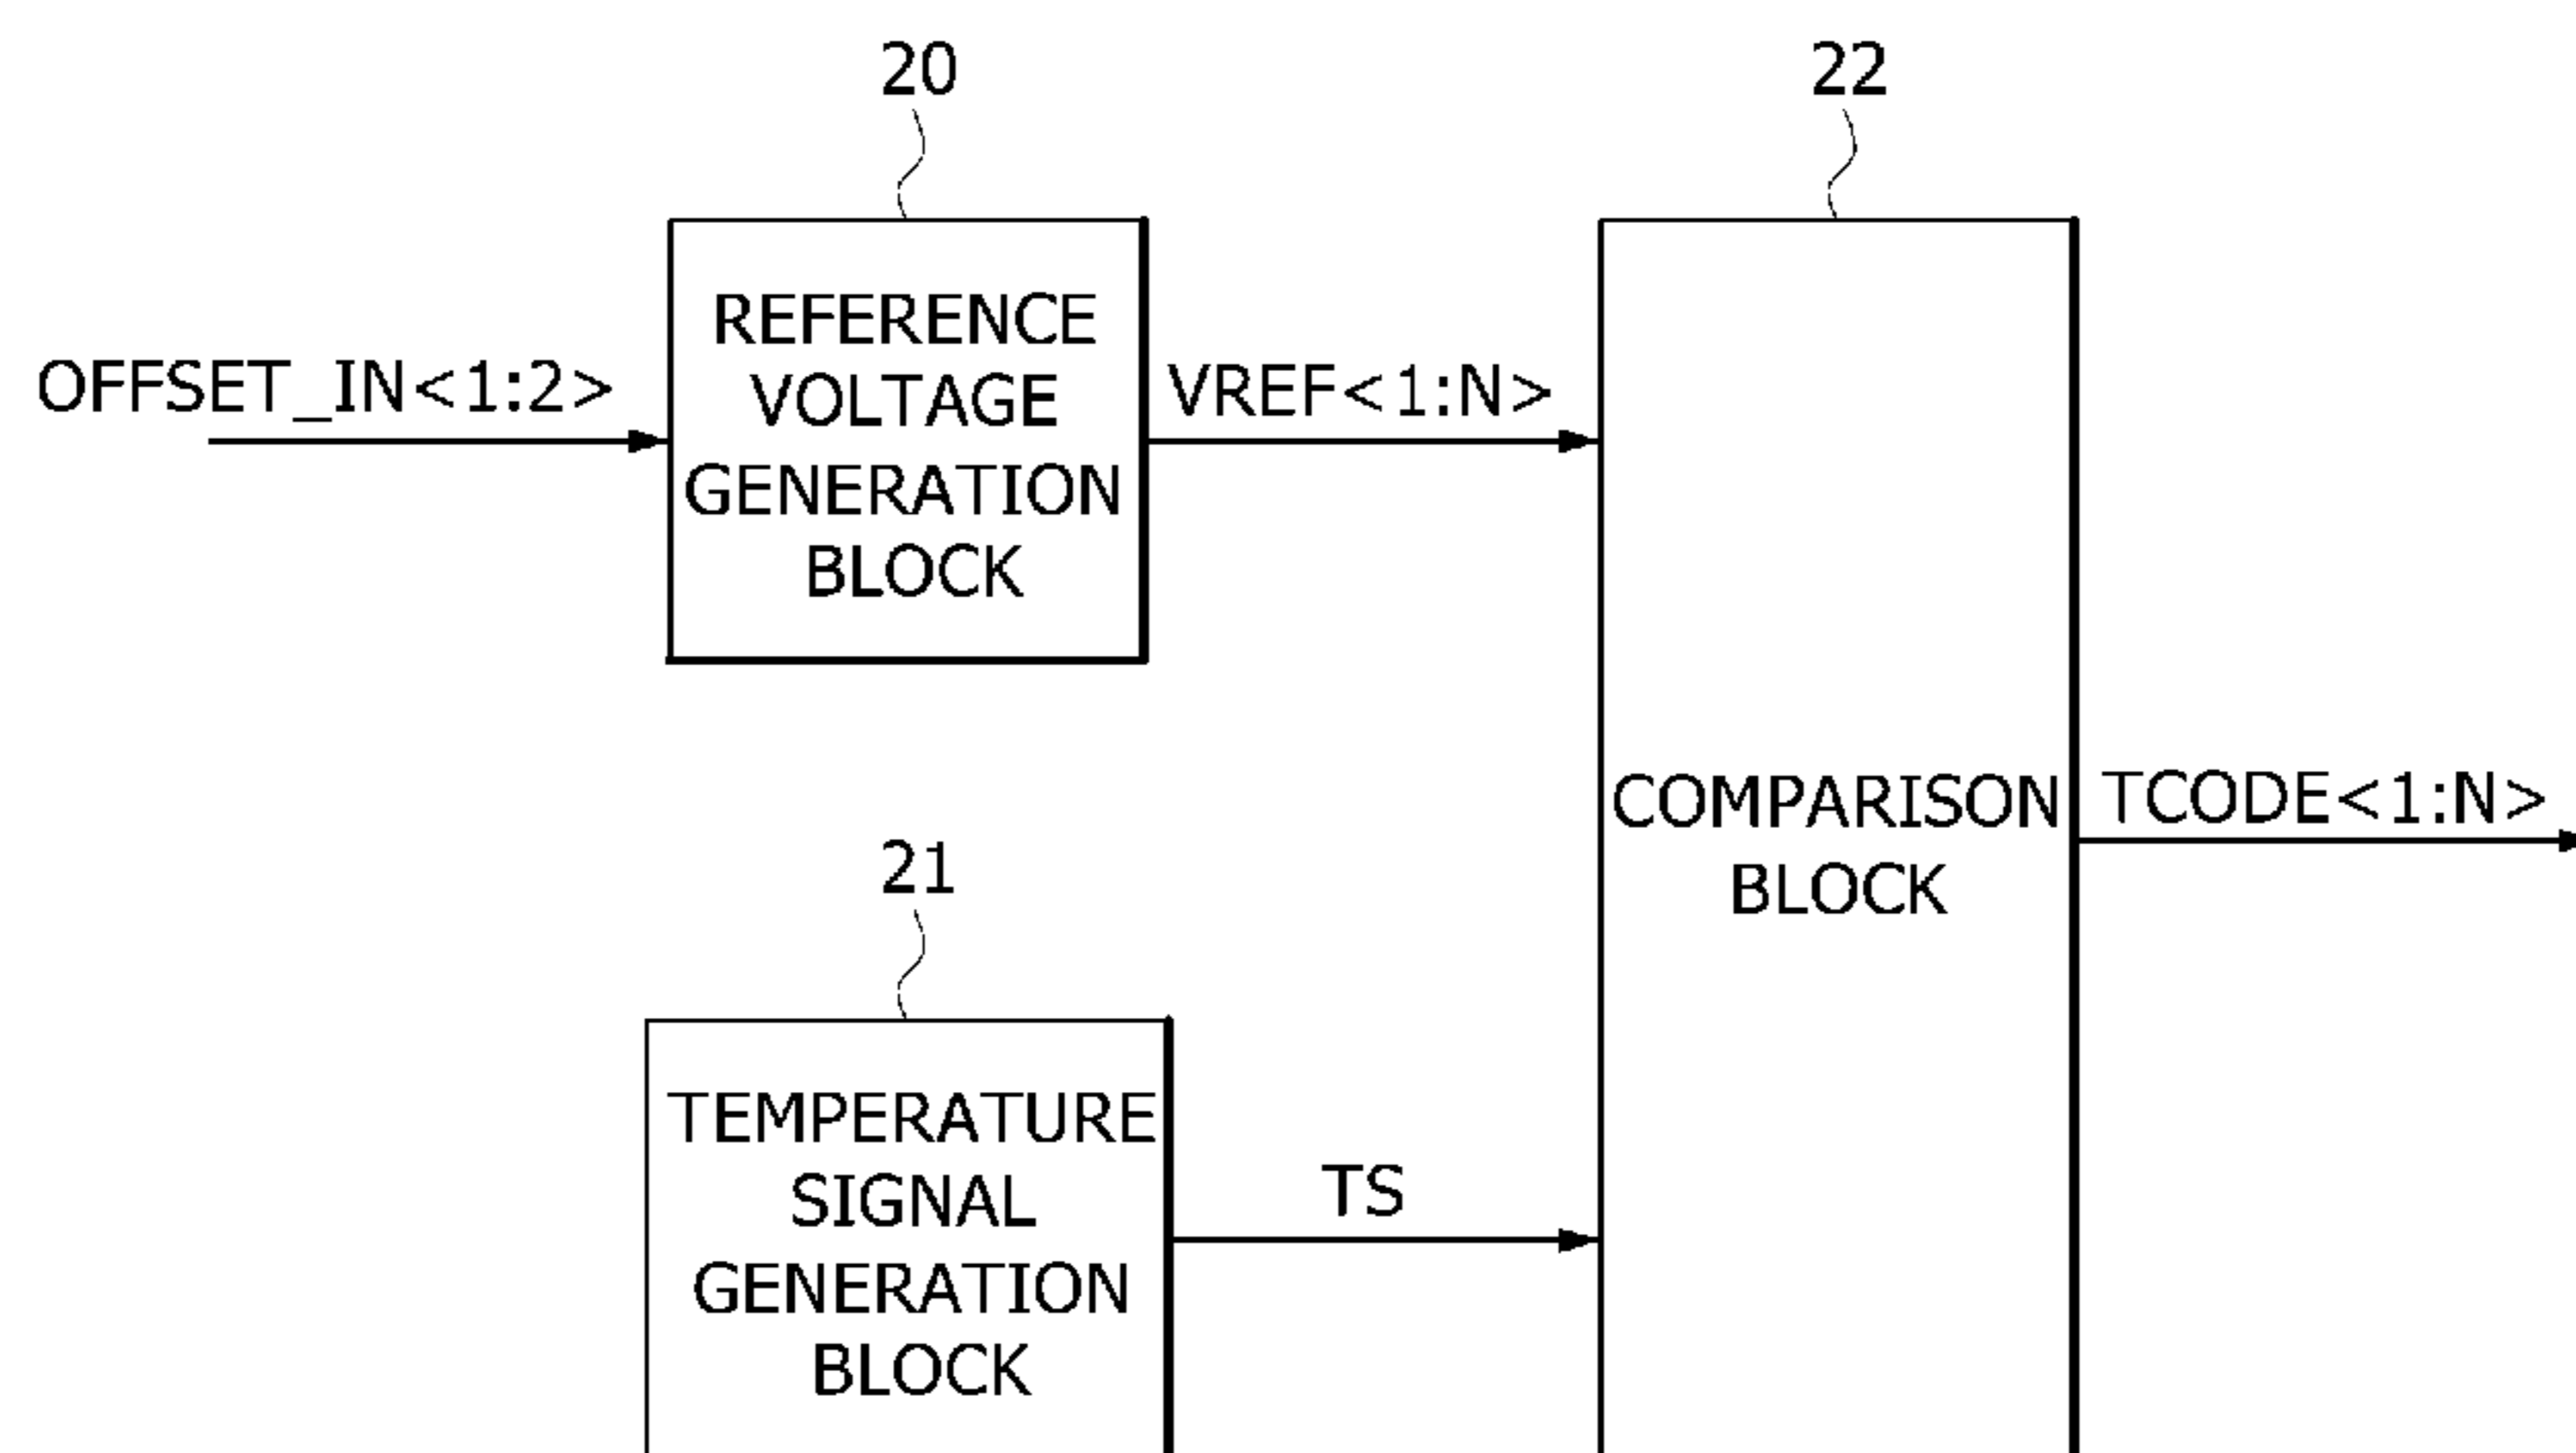 20
22
OFFSET_IN<1:2>
REFERENCE
VOLTAGE
GENERATION
BLOCK
VREF<1:N>
COMPARISON
BLOCK
TCODE<1:N>
21
TEMPERATURE
SIGNAL
GENERATION
BLOCK
TS